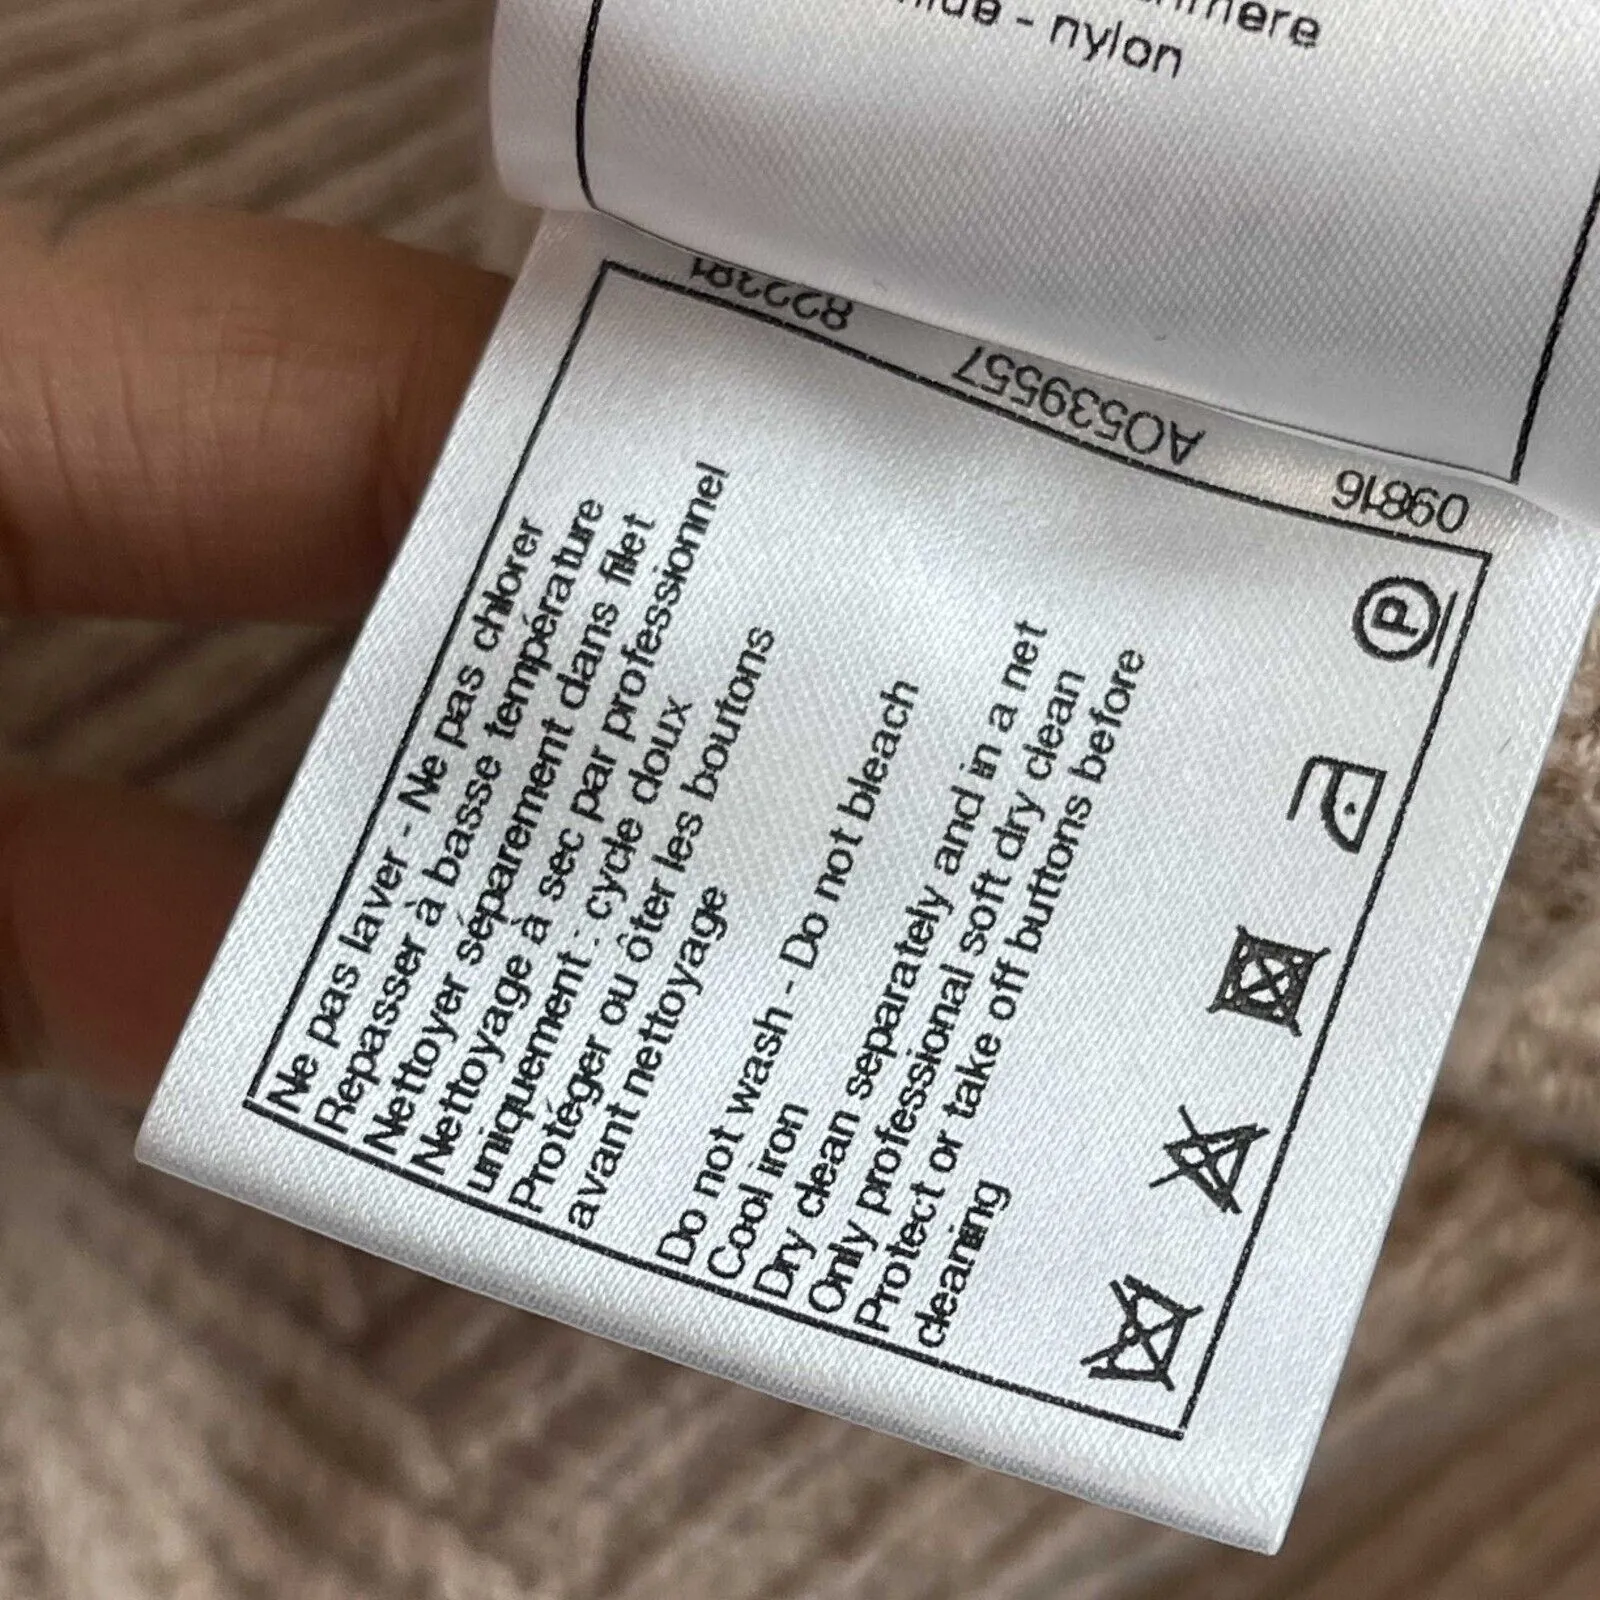 nylon
822381
A0539557
09816
Ne pas laver - Ne pas chlorer
Repasser à basse température
Nettoyer séparement dans filet
Nettoyage à sec par professionnel
uniquement : cycle doux
Protéger ou ôter les boutons
avant nettoyage
Do not wash - Do not bleach
Cool iron
Dry clean separately and in a net
Only professional soft dry clean
Protect or take off buttons before
cleaning
P